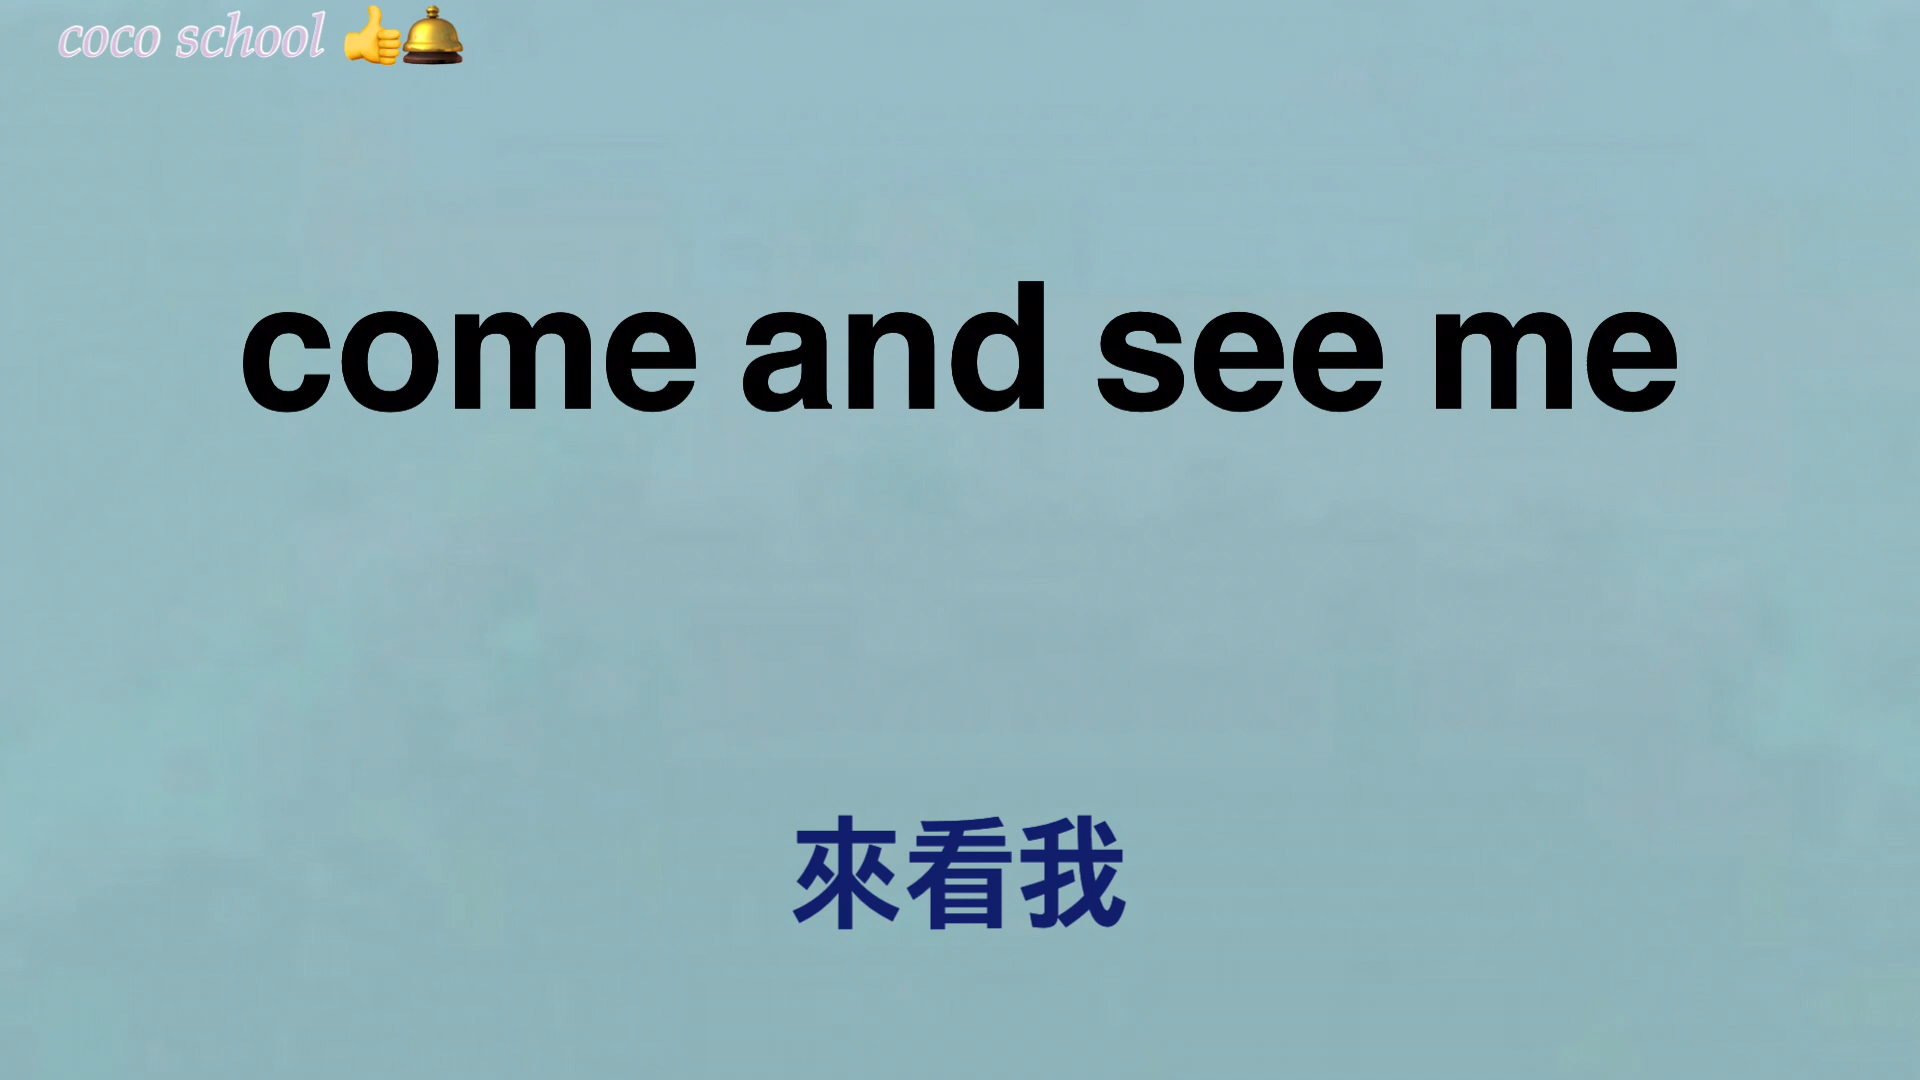 coco school 👍🛎️
come and see me
來看我